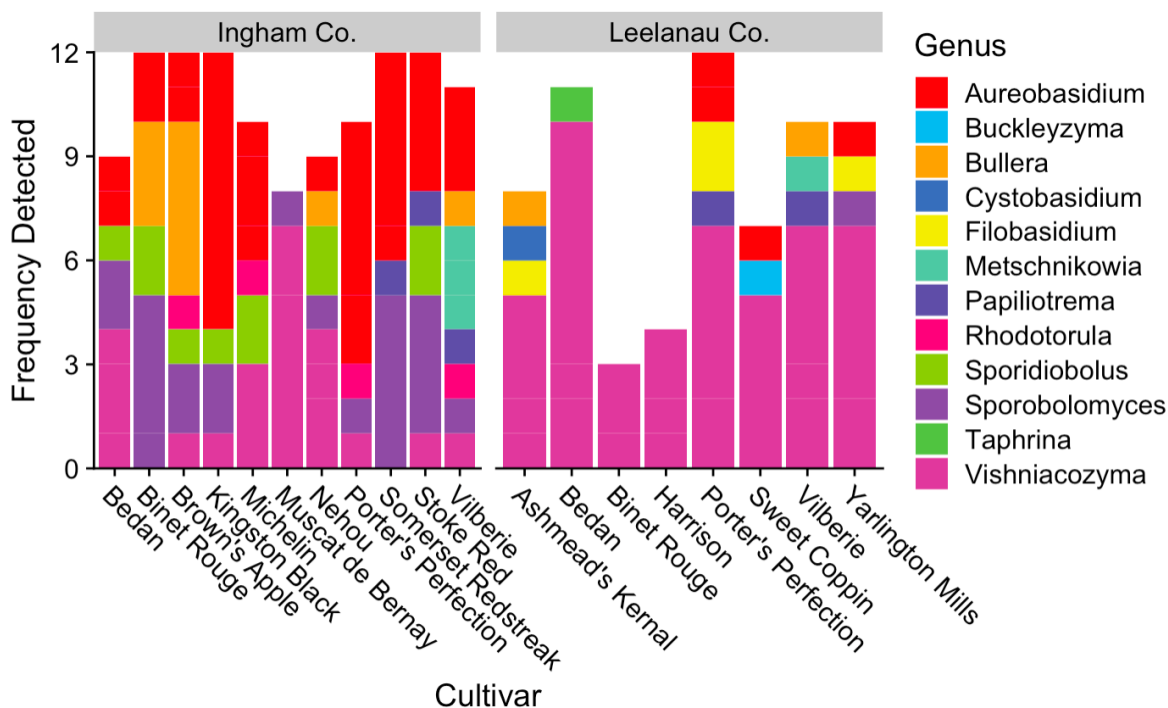 Ingham Co.
Leelanau Co.
Genus
Aureobasidium
Buckleyzyma
Bullera
Cystobasidium
Filobasidium
Metschnikowia
Papiliotrema
Rhodotorula
Sporidiobolus
Sporobolomyces
Taphrina
Vishniacozyma
Frequency Detected
12
9
6
3
0
Bedan
Binet Rouge
Brown's Apple
Kingston Black
Michelin
Muscat de Bernay
Nehou
Porter's Perfection
Somerset Redstreak
Stoke Red
Vilberie
Ashmead's Kernal
Bedan
Binet Rouge
Harrison
Porter's Perfection
Sweet Coppin
Vilberie
Yarlington Mills
Cultivar